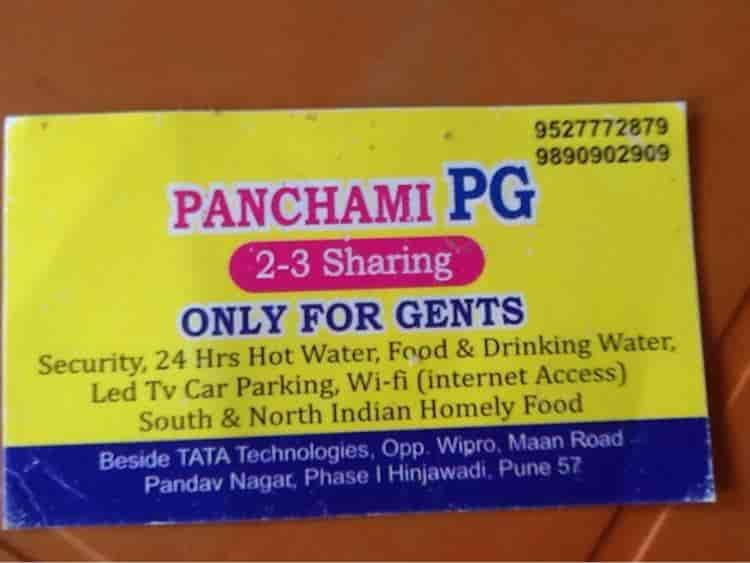 9527772879
9890902909
PANCHAMI PG
2-3 Sharing
ONLY FOR GENTS
Security, 24 Hrs Hot Water, Food & Drinking Water,
Led Tv Car Parking, Wi-fi (internet Access)
South & North Indian Homely Food
Beside TATA Technologies, Opp. Wipro, Maan Road
Pandav Nagar, Phase I Hinjawadi, Pune 57